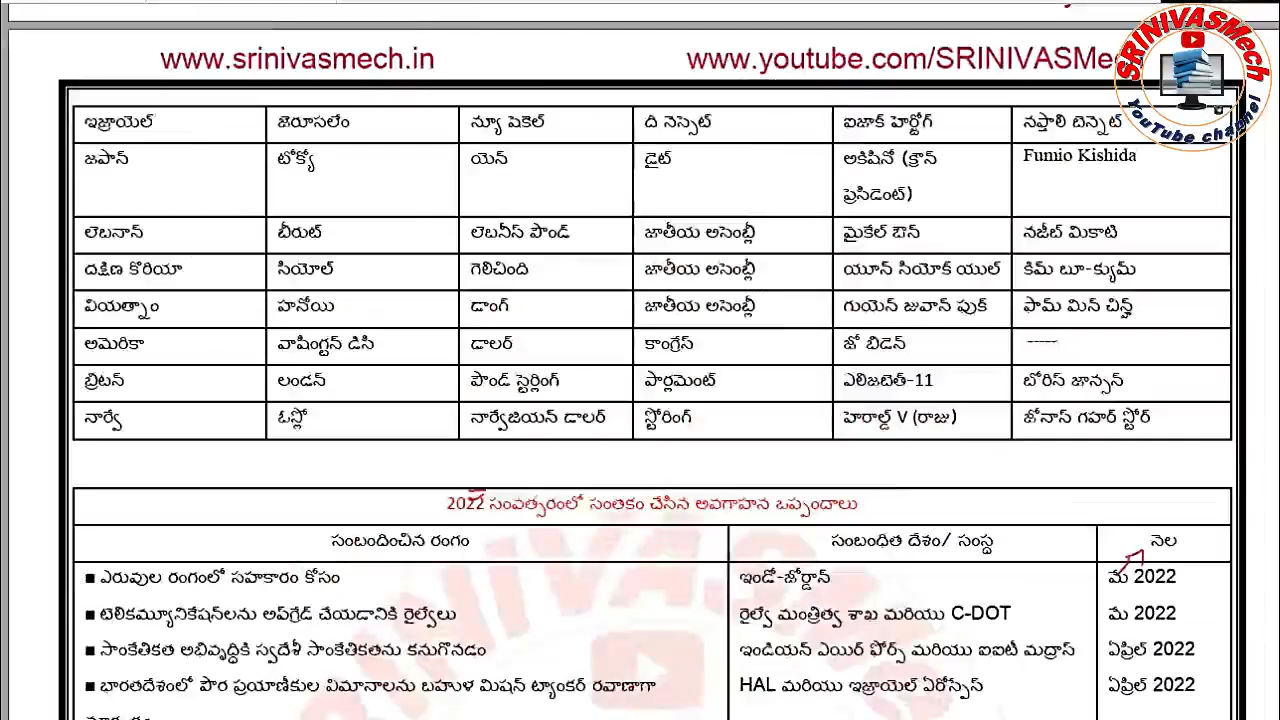 www.srinivasmech.in www.youtube.com/SRINIVASMe
SRINIVASMech
YouTube channel
ఇజ్రాయెల్ జెరూసలేం న్యూ షెకెల్ ది నెస్సెట్ ఐజాక్ హెర్జోగ్ నఫ్తాలి బెన్నెట్
జపాన్ టోక్యో యెన్ డైట్ అకిషినో (క్రౌన్ Fumio Kishida
ప్రెసిడెంట్)
లెబనాన్ బీరుట్ లెబనీస్ పౌండ్ జాతీయ అసెంబ్లీ మైకేల్ ఔన్ నజీబ్ మికాటి
దక్షిణ కొరియా సియోల్ గెలిచింది జాతీయ అసెంబ్లీ యూన్ సియోక్ యుల్ కిమ్ బూ-క్యుమ్
వియత్నాం హనోయి డాంగ్ జాతీయ అసెంబ్లీ గుయెన్ జువాన్ ఫుక్ ఫామ్ మిన్ చిన్హ్
అమెరికా వాషింగ్టన్ డిసి డాలర్ కాంగ్రేస్ జో బిడెన్ -----
బ్రిటన్ లండన్ పౌండ్ స్టెర్లింగ్ పార్లమెంట్ ఎలిజబెత్-11 బోరిస్ జాన్సన్
నార్వే ఓస్లో నార్వేజియన్ డాలర్ స్టోరింగ్ హెరాల్డ్ V (రాజు) జోనాస్ గహర్ స్టోర్
2022 సంవత్సరంలో సంతకం చేసిన అవగాహన ఒప్పందాలు
సంబందించిన రంగం సంబంధిత దేశం/ సంస్థ నెల
■ ఎరువుల రంగంలో సహకారం కోసం ఇండో-జోర్డాన్ మే 2022
■ టెలికమ్యూనికేషన్‌లను అప్‌గ్రేడ్ చేయడానికి రైల్వేలు రైల్వే మంత్రిత్వ శాఖ మరియు C-DOT మే 2022
■ సాంకేతికత అభివృద్ధికి స్వదేశీ సాంకేతికతను కనుగొనడం ఇండియన్ ఎయిర్ ఫోర్స్ మరియు ఐఐటీ మద్రాస్ ఏప్రిల్ 2022
■ భారతదేశంలో పౌర ప్రయాణీకుల విమానాలను బహుళ మిషన్ ట్యాంకర్ రవాణాగా HAL మరియు ఇజ్రాయెల్ ఏరోస్పేస్ ఏప్రిల్ 2022